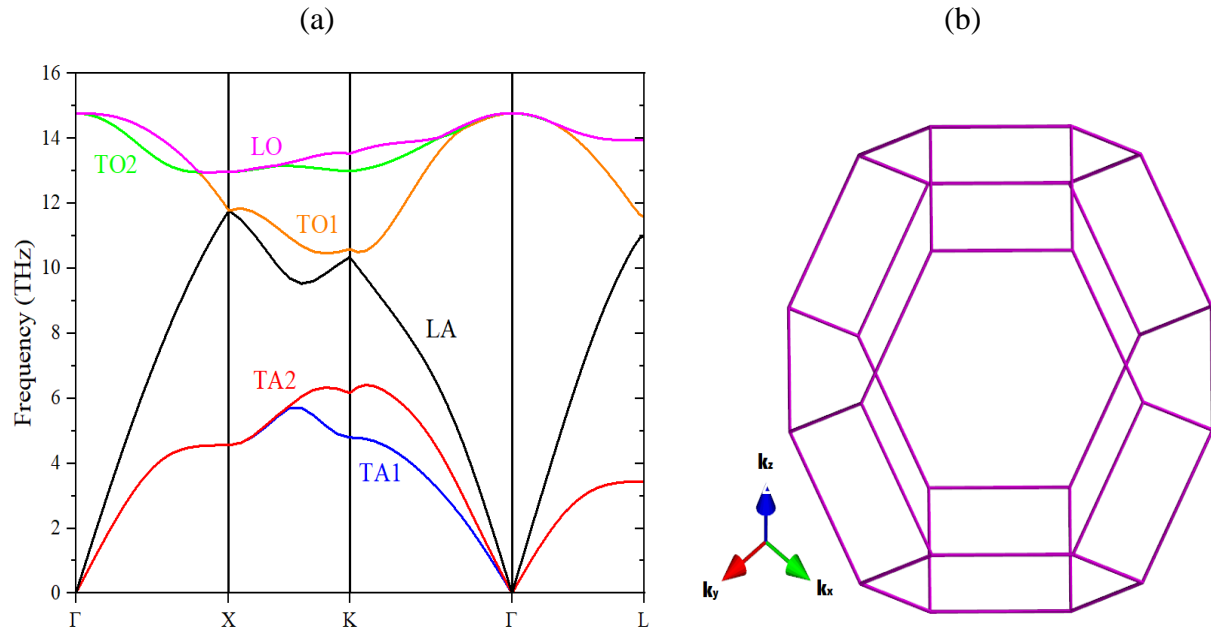 (a)
(b)
16
14
12
10
8
6
4
2
0
Frequency (THz)
LO
TO2
TO1
LA
TA2
TA1
Γ
X
K
Γ
L
kz
ky
kx